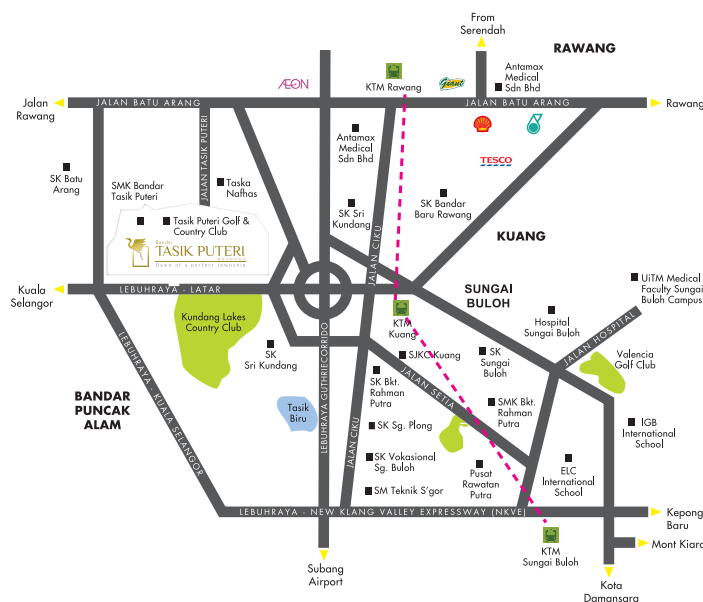 From
Serendah
RAWANG
AEON
KTM Rawang
Giant
Antamax
Medical
Sdn Bhd
Jalan
Rawang
JALAN BATU ARANG
JALAN BATU ARANG
Rawang
TESCO
SK Batu
Arang
SMK Bandar
Tasik Puteri
JALAN TASIK PUTERI
Taska
Nafhas
Antamax
Medical
Sdn Bhd
SK Sri
Kundang
JALAN CIKU
SK Bandar
Baru Rawang
Tasik Puteri Golf &
Country Club
Bandar
TASIK PUTERI
RAWANG
Dawn of a perfect township
KUANG
SUNGAI
BULOH
UiTM Medical
Faculty Sungai
Buloh Campus
Kuala
Selangor
LEBUHRAYA - LATAR
Kundang Lakes
Country Club
KTM
Kuang
Hospital
Sungai Buloh
JALAN HOSPITAL
Valencia
Golf Club
SK
Sri Kundang
LEBUHRAYA GUTHRIECORRIDO
SJKC Kuang
SK
Sungai
Buloh
JALAN SETIA
SK Bkt.
Rahman
Putra
SMK Bkt.
Rahman
Putra
BANDAR
PUNCAK
ALAM
LEBUHRAYA - KUALA SELANGOR
Tasik
Biru
JALAN CIKU
SK Sg. Plong
SK Vokasional
Sg. Buloh
SM Teknik S'gor
Pusat
Rawatan
Putra
ELC
International
School
IGB
International
School
LEBUHRAYA - NEW KLANG VALLEY EXPRESSWAY (NKVE)
Kepong
Baru
KTM
Sungai Buloh
Mont Kiara
Subang
Airport
Kota
Damansara